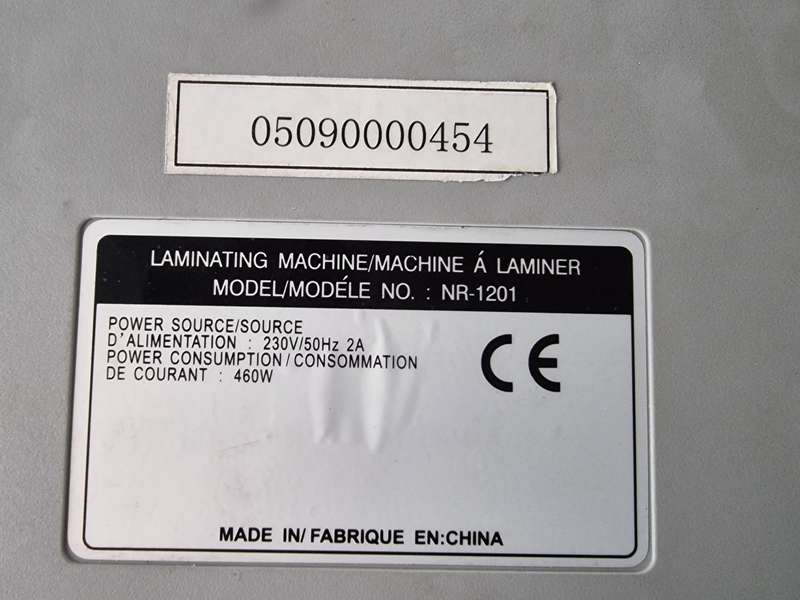 05090000454
LAMINATING MACHINE/MACHINE Á LAMINER
MODEL/MODÉLE NO. : NR-1201
POWER SOURCE/SOURCE
D'ALIMENTATION : 230V/50Hz 2A
POWER CONSUMPTION/CONSOMMATION
DE COURANT : 460W
CE
MADE IN/FABRIQUE EN:CHINA